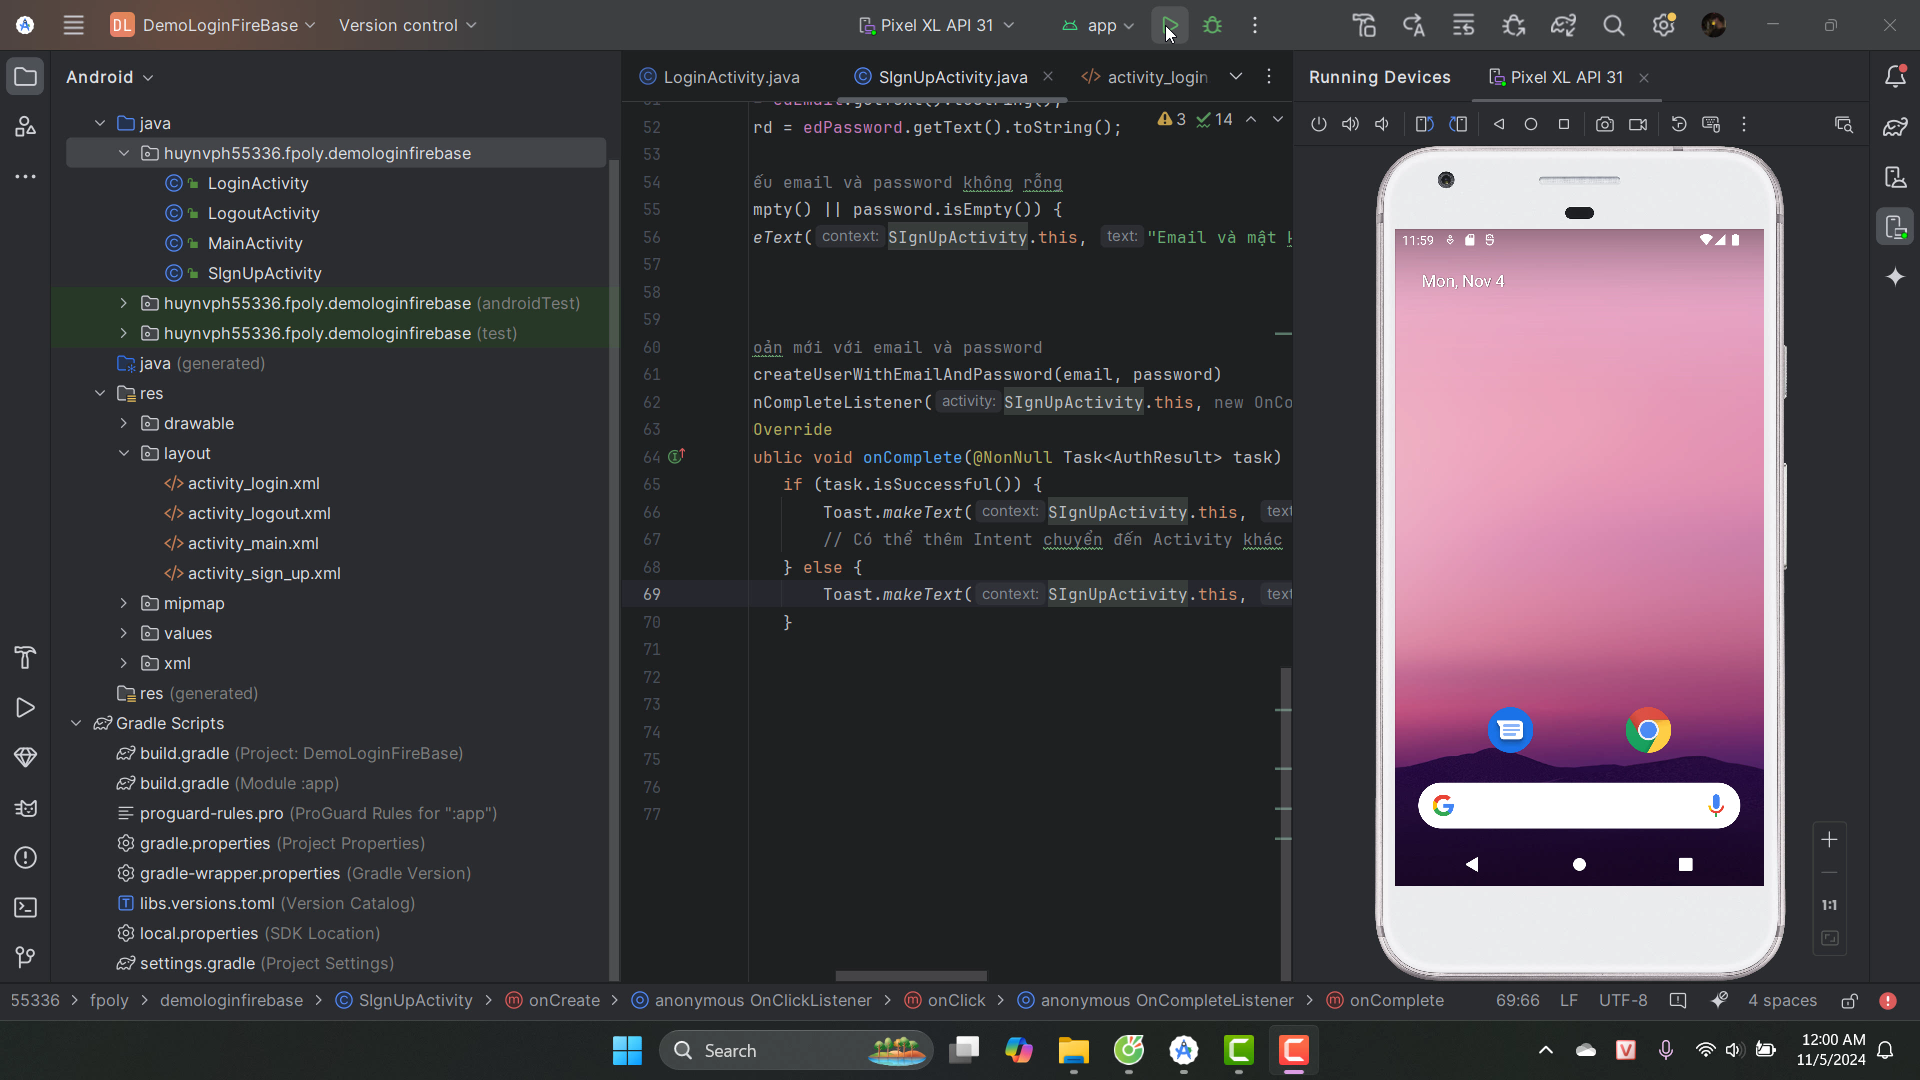 DL DemoLoginFireBase Version control Pixel XL API 31 app
Android
java
huynvph55336.fpoly.demologinfirebase
LoginActivity
LogoutActivity
MainActivity
SIgnUpActivity
huynvph55336.fpoly.demologinfirebase (androidTest)
huynvph55336.fpoly.demologinfirebase (test)
java (generated)
res
drawable
layout
activity_login.xml
activity_logout.xml
activity_main.xml
activity_sign_up.xml
mipmap
values
xml
res (generated)
Gradle Scripts
build.gradle (Project: DemoLoginFireBase)
build.gradle (Module :app)
proguard-rules.pro (ProGuard Rules for ":app")
gradle.properties (Project Properties)
gradle-wrapper.properties (Gradle Version)
libs.versions.toml (Version Catalog)
local.properties (SDK Location)
settings.gradle (Project Settings)
LoginActivity.java SIgnUpActivity.java activity_login
3 14
52 rd = edPassword.getText().toString();
53
54 ếu email và password không rỗng
55 mpty() || password.isEmpty()) {
56 eText( context: SIgnUpActivity.this, text: "Email và mật
57
58
59
60 oản mới với email và password
61 createUserWithEmailAndPassword(email, password)
62 nCompleteListener( activity: SIgnUpActivity.this, new OnCo
63 Override
64 ublic void onComplete(@NonNull Task<AuthResult> task)
65 if (task.isSuccessful()) {
66 Toast.makeText( context: SIgnUpActivity.this, text
67 // Có thể thêm Intent chuyển đến Activity khác
68 } else {
69 Toast.makeText( context: SIgnUpActivity.this, text
70 }
71
72
73
74
75
76
77
Running Devices Pixel XL API 31
11:59
Mon, Nov 4
1:1
55336 > fpoly > demologinfirebase > SIgnUpActivity > onCreate > anonymous OnClickListener > onClick > anonymous OnCompleteListener > onComplete 69:66 LF UTF-8 4 spaces
Search
12:00 AM
11/5/2024